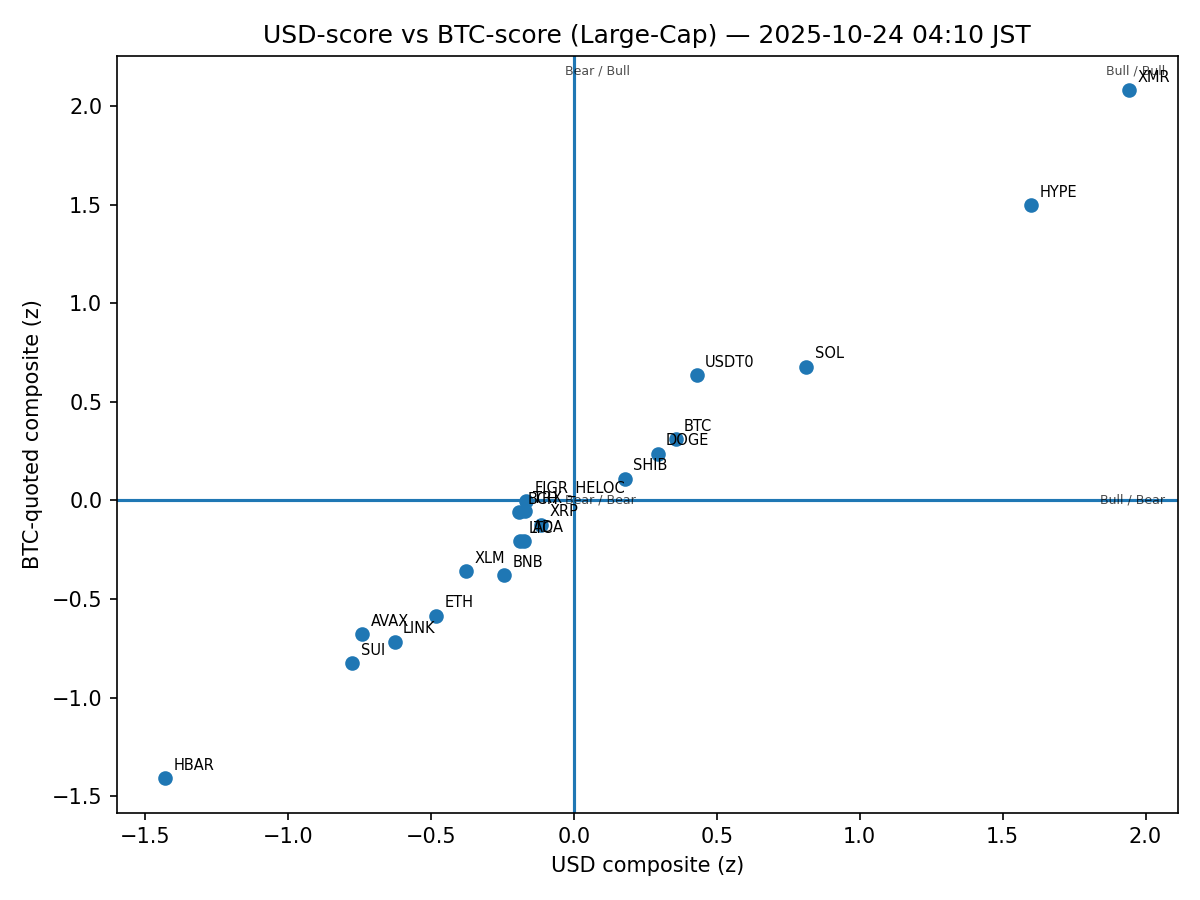 USD-score vs BTC-score (Large-Cap) — 2025-10-24 04:10 JST
Bear / Bull
Bull / Bull
XMR
2.0
HYPE
1.5
1.0
SOL
USDT0
0.5
BTC
DOGE
SHIB
FIGR_HELOC
BCH
TRX
0.0
Bear / Bear
Bull / Bear
XRP
LTC
ADA
XLM
BNB
−0.5
ETH
AVAX
LINK
SUI
−1.0
HBAR
−1.5
BTC-quoted composite (z)
−1.5
−1.0
−0.5
0.0
0.5
1.0
1.5
2.0
USD composite (z)